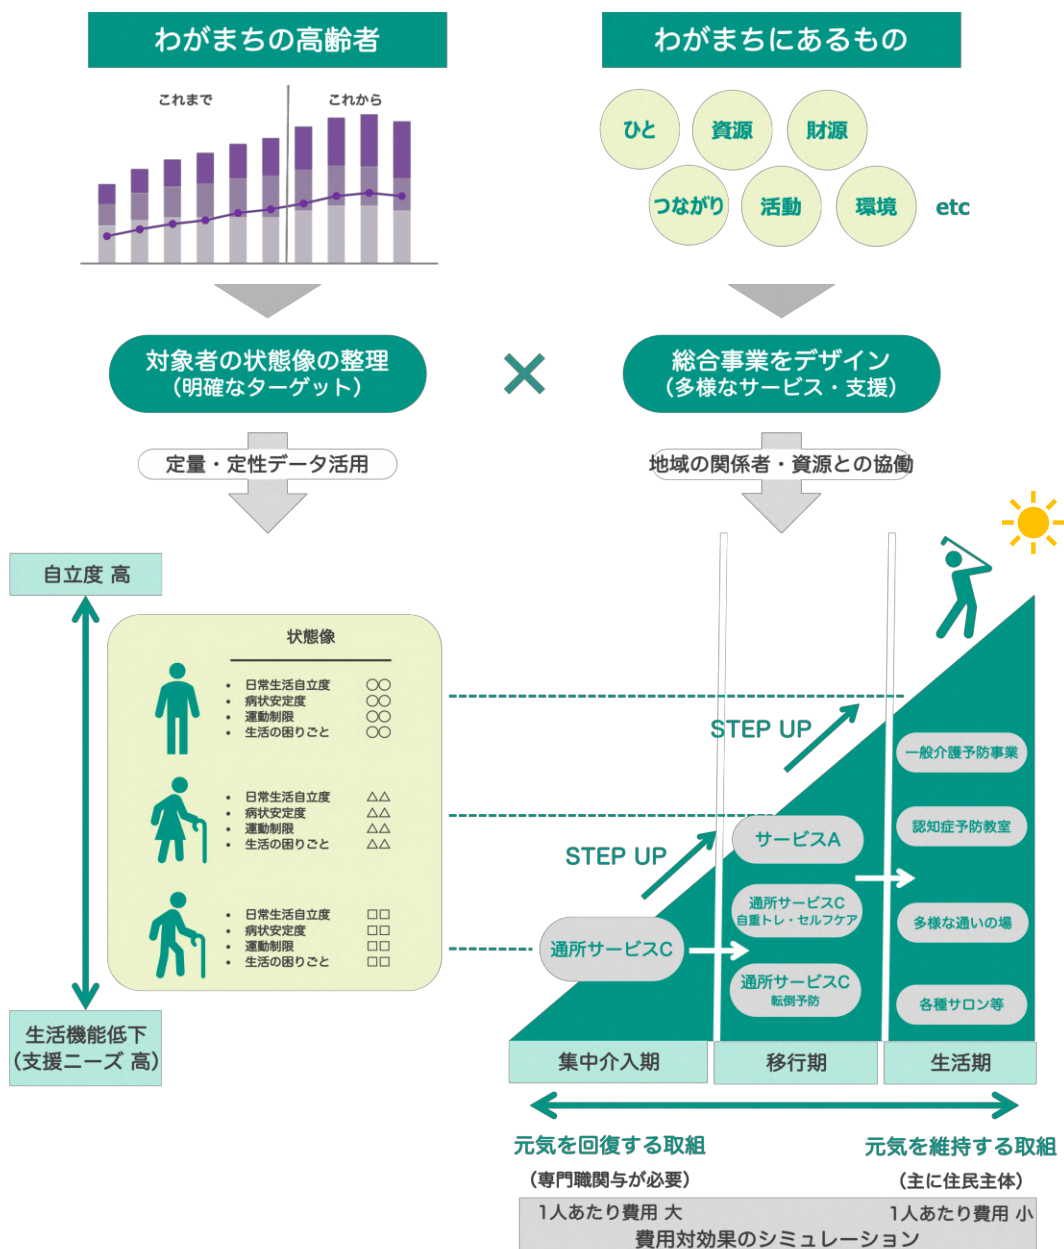 わがまちの高齢者
わがまちにあるもの
これまで
これから
ひと
資源
財源
つながり
活動
環境
etc
対象者の状態像の整理
(明確なターゲット)
×
総合事業をデザイン
(多様なサービス・支援)
定量・定性データ活用
地域の関係者・資源との協働
自立度 高
状態像
• 日常生活自立度 ○○
• 病状安定度 ○○
• 運動制限 ○○
• 生活の困りごと ○○
• 日常生活自立度 △△
• 病状安定度 △△
• 運動制限 △△
• 生活の困りごと △△
• 日常生活自立度 □□
• 病状安定度 □□
• 運動制限 □□
• 生活の困りごと □□
生活機能低下
(支援ニーズ 高)
STEP UP
STEP UP
通所サービスC
サービスA
通所サービスC
自重トレ・セルフケア
通所サービスC
転倒予防
一般介護予防事業
認知症予防教室
多様な通いの場
各種サロン等
集中介入期
移行期
生活期
元気を回復する取組
(専門職関与が必要)
元気を維持する取組
(主に住民主体)
1人あたり費用 大
1人あたり費用 小
費用対効果のシミュレーション